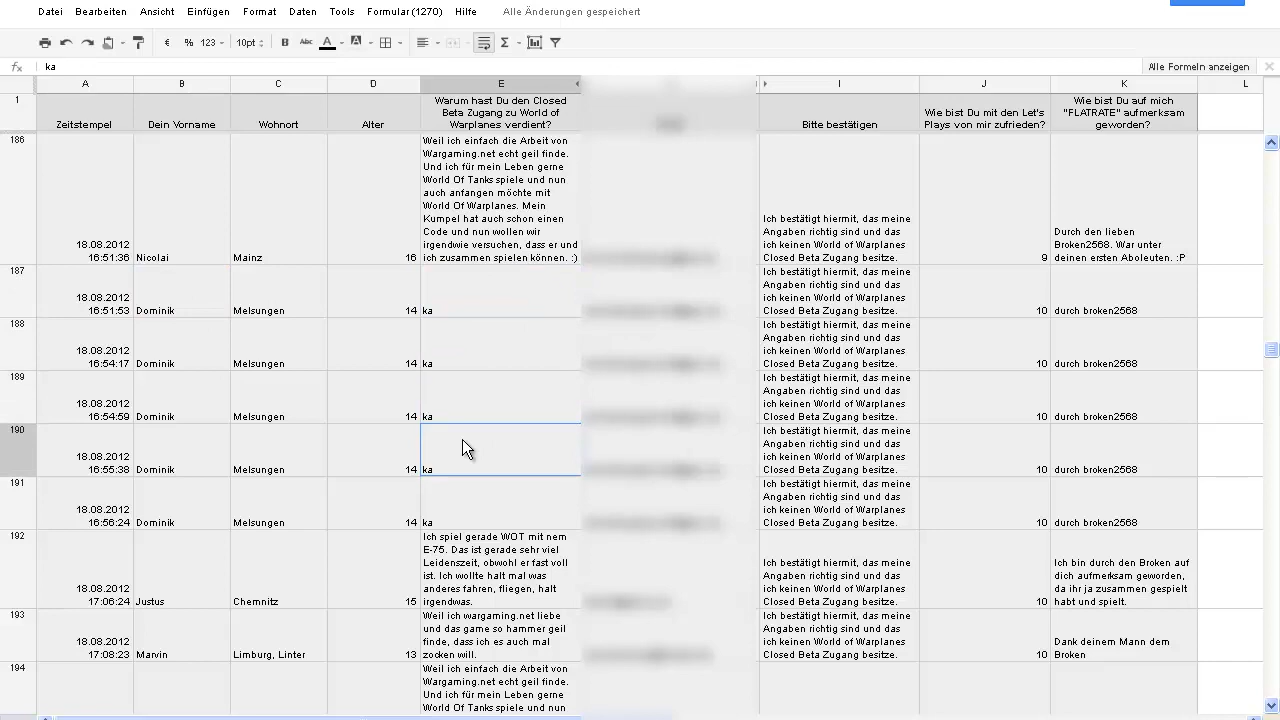 Datei Bearbeiten Ansicht Einfügen Format Daten Tools Formular (1270) Hilfe Alle Änderungen gespeichert
€ % 123 10pt B Abc A A Σ
fx ka Alle Formeln anzeigen
A B C D E I J K L
1 Zeitstempel Dein Vorname Wohnort Alter
Warum hast Du den Closed
Beta Zugang zu World of
Warplanes verdient?
Bitte bestätigen
Wie bist Du mit den Let's
Plays von mir zufrieden?
Wie bist Du auf mich
"FLATRATE" aufmerksam
geworden?
186
18.08.2012
16:51:36
Nicolai
Mainz
16
Weil ich einfach die Arbeit von
Wargaming.net echt geil finde.
Und ich für mein Leben gerne
World Of Tanks spiele und nun
auch anfangen möchte mit
World Of Warplanes. Mein
Kumpel hat auch schon einen
Code und nun wollen wir
irgendwie versuchen, dass er und
ich zusammen spielen können. :)
Ich bestätigt hiermit, das meine
Angaben richtig sind und das
ich keinen World of Warplanes
Closed Beta Zugang besitze.
9
Durch den lieben
Broken2568. War unter
deinen ersten Aboleuten. :P
187
18.08.2012
16:51:53
Dominik
Melsungen
14
ka
Ich bestätigt hiermit, das meine
Angaben richtig sind und das
ich keinen World of Warplanes
Closed Beta Zugang besitze.
10
durch broken2568
188
18.08.2012
16:54:17
Dominik
Melsungen
14
ka
Ich bestätigt hiermit, das meine
Angaben richtig sind und das
ich keinen World of Warplanes
Closed Beta Zugang besitze.
10
durch broken2568
189
18.08.2012
16:54:59
Dominik
Melsungen
14
ka
Ich bestätigt hiermit, das meine
Angaben richtig sind und das
ich keinen World of Warplanes
Closed Beta Zugang besitze.
10
durch broken2568
190
18.08.2012
16:55:38
Dominik
Melsungen
14
ka
Ich bestätigt hiermit, das meine
Angaben richtig sind und das
ich keinen World of Warplanes
Closed Beta Zugang besitze.
10
durch broken2568
191
18.08.2012
16:56:24
Dominik
Melsungen
14
ka
Ich bestätigt hiermit, das meine
Angaben richtig sind und das
ich keinen World of Warplanes
Closed Beta Zugang besitze.
10
durch broken2568
192
18.08.2012
17:06:24
Justus
Chemnitz
15
Ich spiel gerade WOT mit nem
E-75. Das ist gerade sehr viel
Leidenszeit, obwohl er fast voll
ist. Ich wollte halt mal was
anderes fahren, fliegen, halt
irgendwas.
Ich bestätigt hiermit, das meine
Angaben richtig sind und das
ich keinen World of Warplanes
Closed Beta Zugang besitze.
10
Ich bin durch den Broken auf
dich aufmerksam geworden,
da ihr ja zusammen gespielt
habt und spielt.
193
18.08.2012
17:08:23
Marvin
Limburg, Linter
13
Weil ich wargaming.net liebe
und das game so hammer geil
finde, dass ich es auch mal
zocken will.
Ich bestätigt hiermit, das meine
Angaben richtig sind und das
ich keinen World of Warplanes
Closed Beta Zugang besitze.
10
Dank deinem Mann dem
Broken
194
Weil ich einfach die Arbeit von
Wargaming.net echt geil finde.
Und ich für mein Leben gerne
World Of Tanks spiele und nun